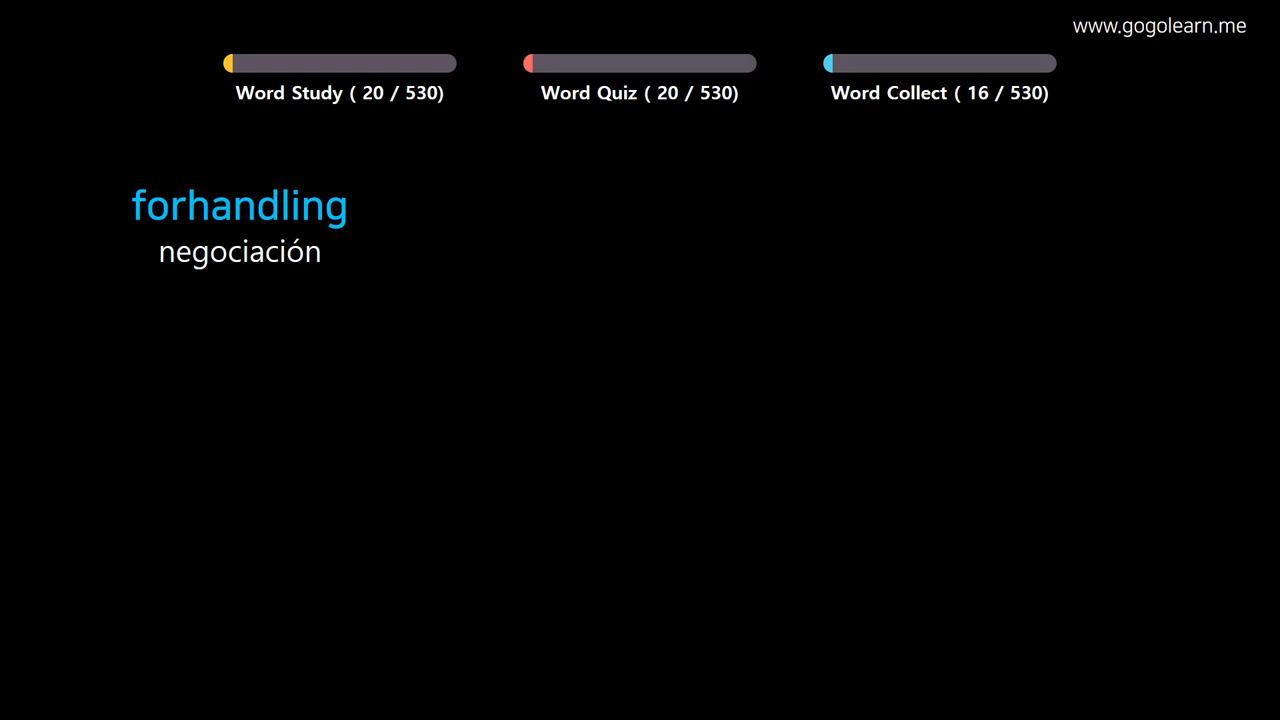 www.gogolearn.me
Word Study ( 20 / 530)
Word Quiz ( 20 / 530)
Word Collect ( 16 / 530)
forhandling
negociación